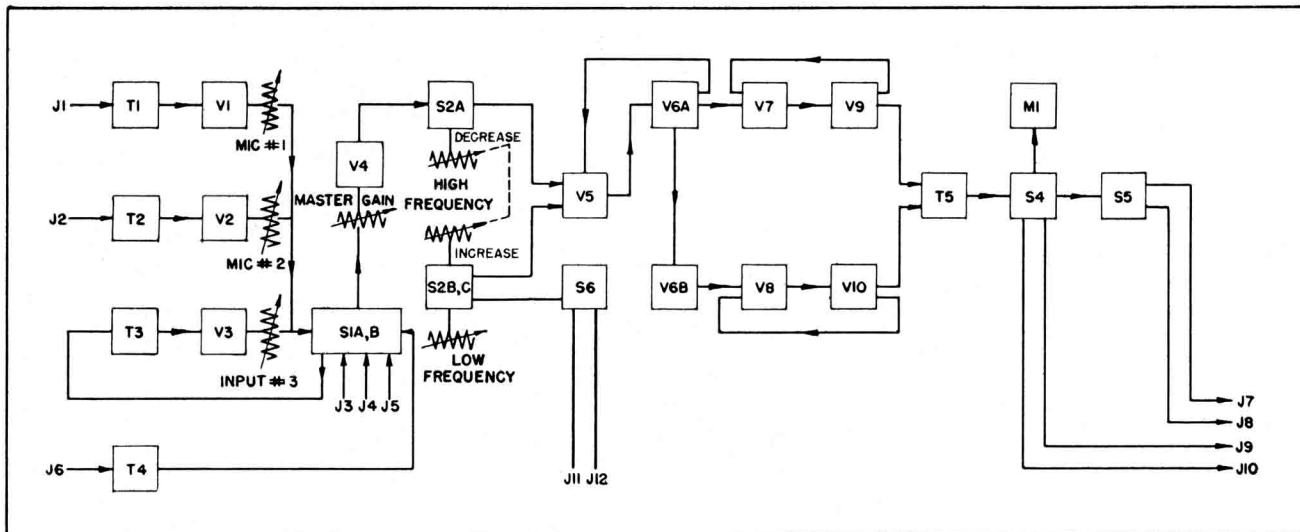 J1
T1
V1
MIC #1
J2
T2
V2
MIC #2
T3
V3
INPUT #3
J6
T4
V4
MASTER GAIN
S1A,B
J3 J4 J5
S2A
DECREASE
HIGH
FREQUENCY
INCREASE
S2B,C
LOW
FREQUENCY
V5
S6
J11 J12
V6A
V7
V9
V6B
V8
V10
T5
M1
S4
S5
J7
J8
J9
J10